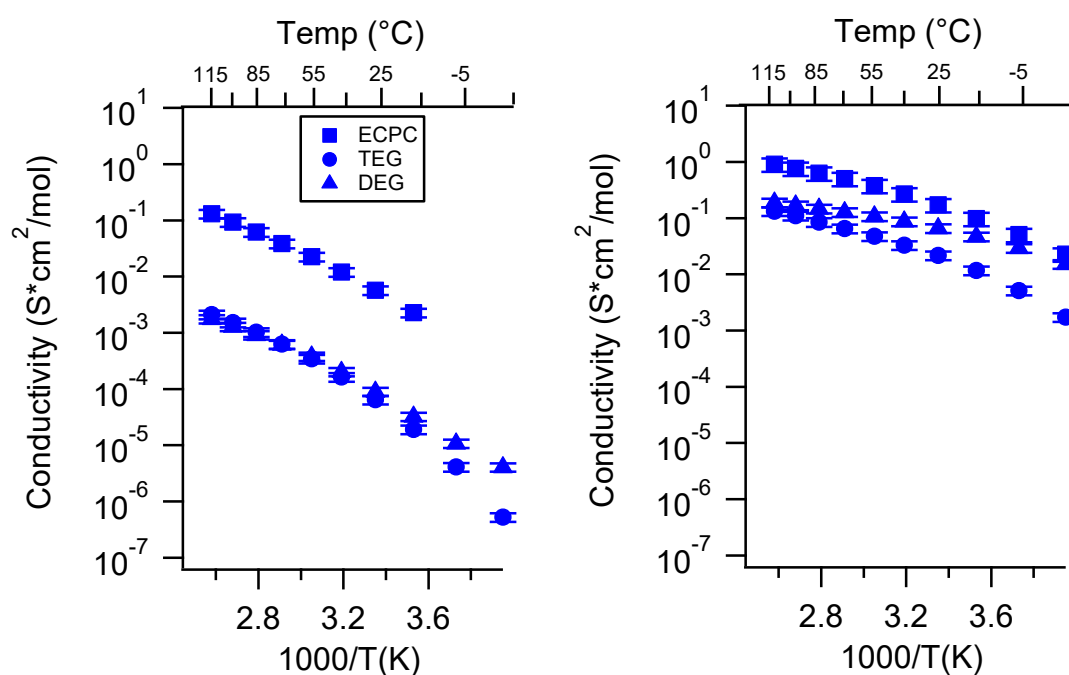 Temp (°C)
115 85 55 25 -5
10^1
10^0
10^-1
10^-2
10^-3
10^-4
10^-5
10^-6
10^-7
Conductivity (S*cm^2/mol)
ECPC
TEG
DEG
2.8 3.2 3.6
1000/T(K)
Temp (°C)
115 85 55 25 -5
10^1
10^0
10^-1
10^-2
10^-3
10^-4
10^-5
10^-6
10^-7
Conductivity (S*cm^2/mol)
2.8 3.2 3.6
1000/T(K)